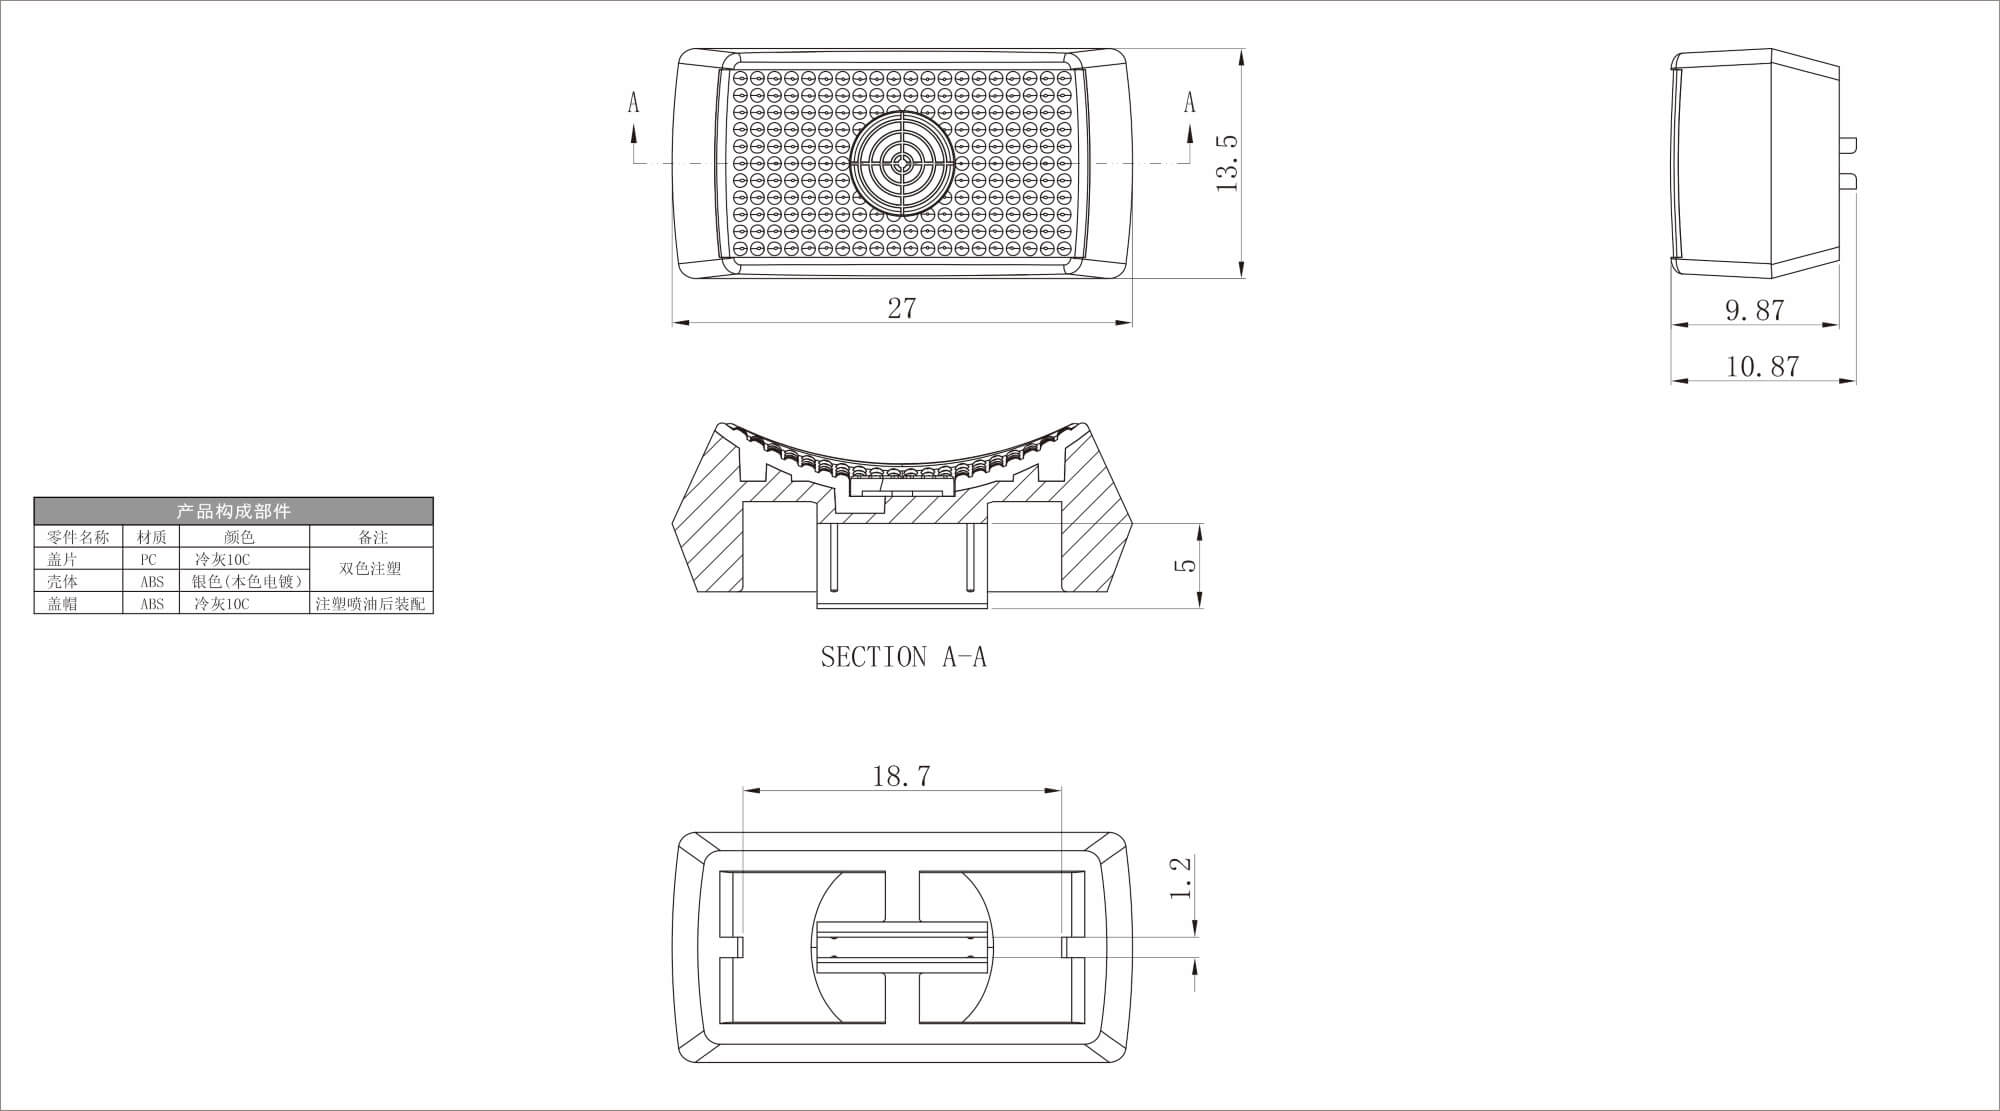 A
A
13.5
27
9.87
10.87
产品构成部件
零件名称 材质 颜色 备注
盖片 PC 冷灰10C 双色注塑
壳体 ABS 银色(本色电镀)
盖帽 ABS 冷灰10C 注塑喷油后装配
5
SECTION A-A
18.7
1.2